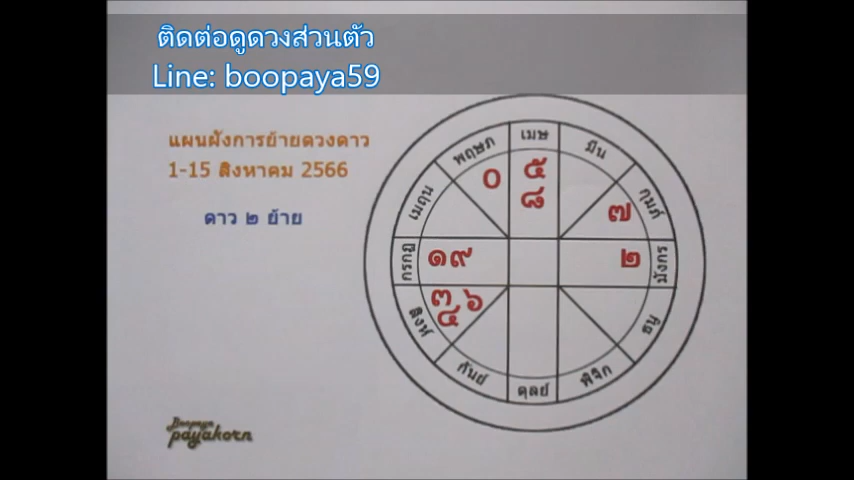 ติดต่อดูดวงส่วนตัว
Line: boopaya59
แผนผังการย้ายดวงดาว
1-15 สิงหาคม 2566
ดาว ๒ ย้าย
เมษ
พฤษภ
มีน
เมถุน
กุมภ์
กรกฎ
มังกร
สิงห์
ธนู
กันย์
ตุลย์
พิจิก
๐
๕
๘
๗
๑๙
๒
๓ ๖
๔
Boopaya
payakorn